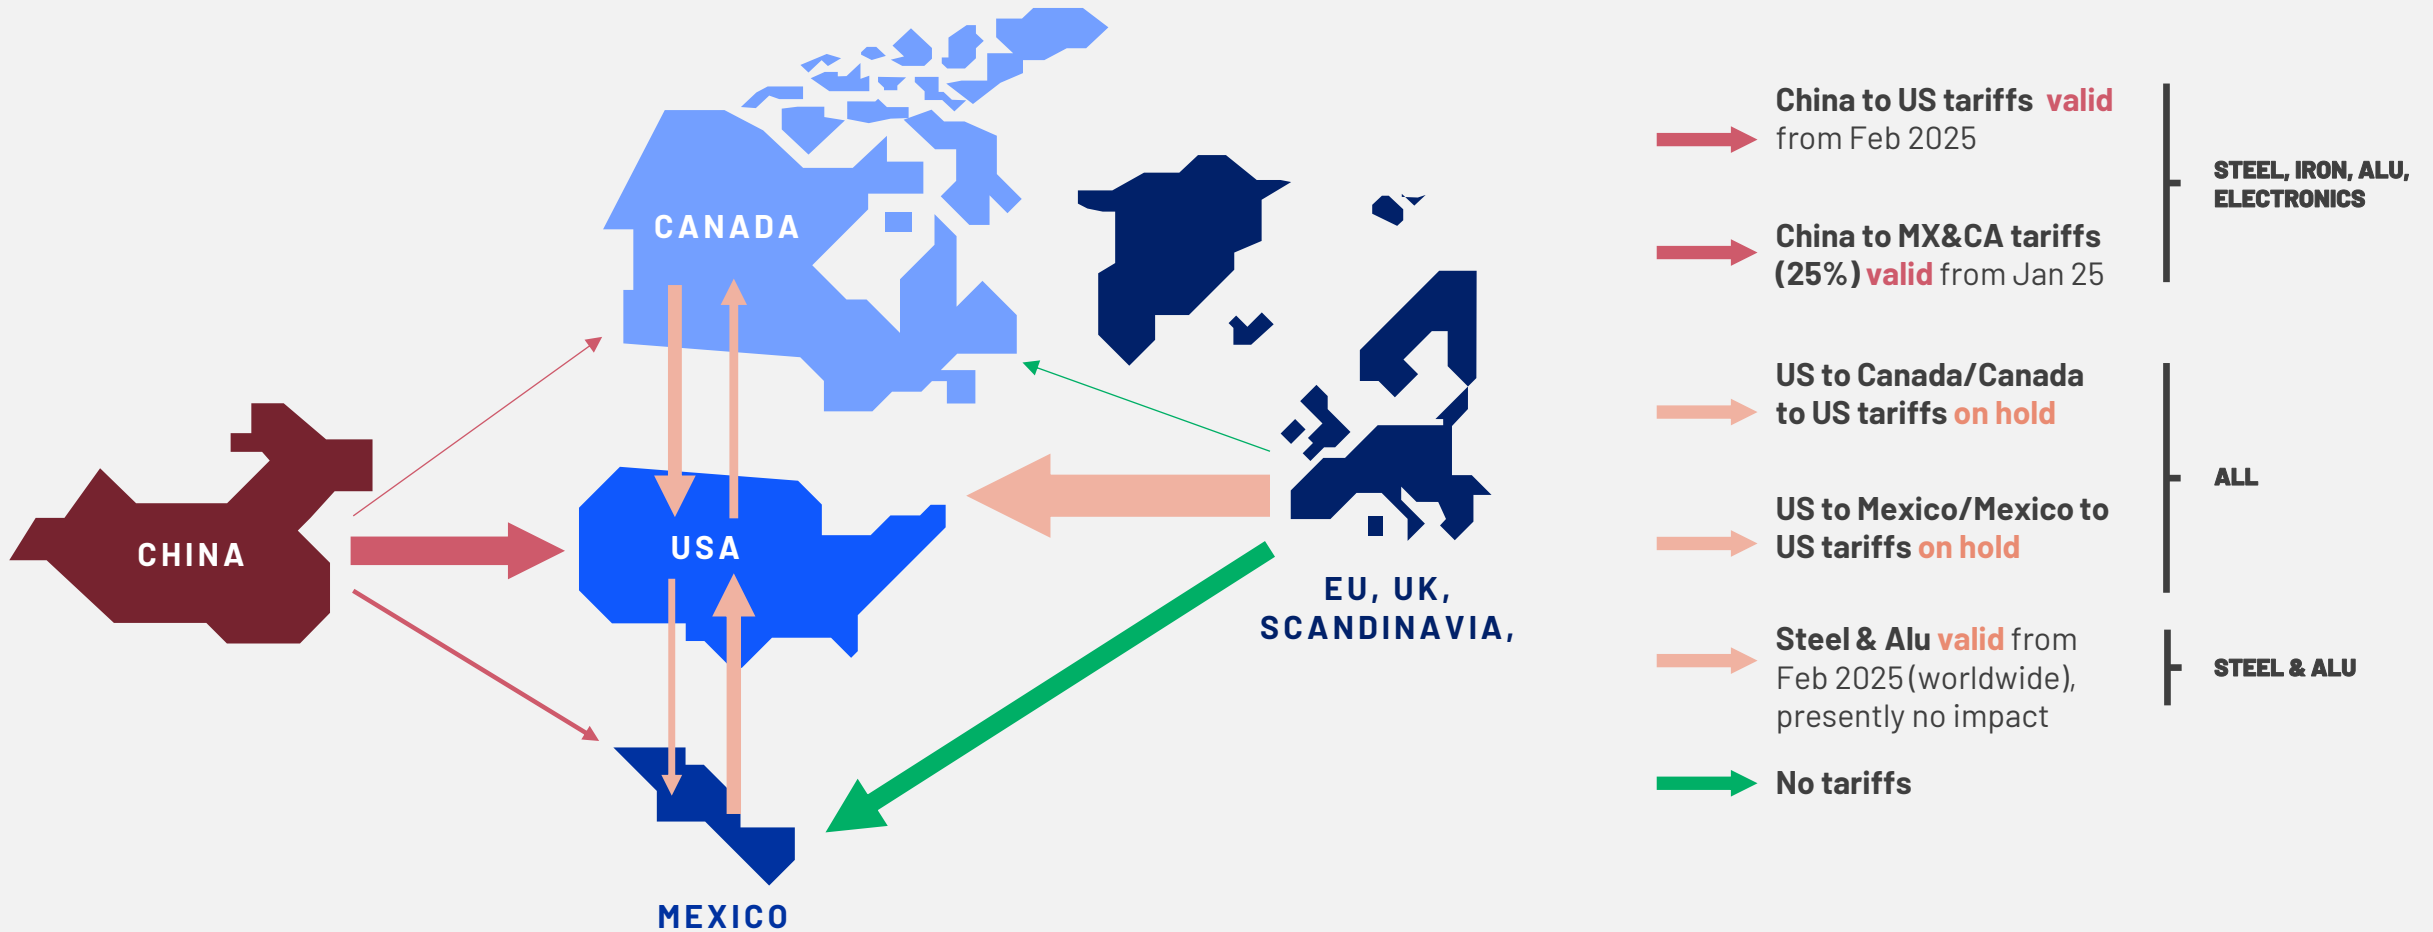 CANADA
CHINA
USA
MEXICO
EU, UK,
SCANDINAVIA,
China to US tariffs valid
from Feb 2025
China to MX&CA tariffs
(25%) valid from Jan 25
STEEL, IRON, ALU,
ELECTRONICS
US to Canada/Canada
to US tariffs on hold
US to Mexico/Mexico to
US tariffs on hold
ALL
Steel & Alu valid from
Feb 2025 (worldwide),
presently no impact
STEEL & ALU
No tariffs